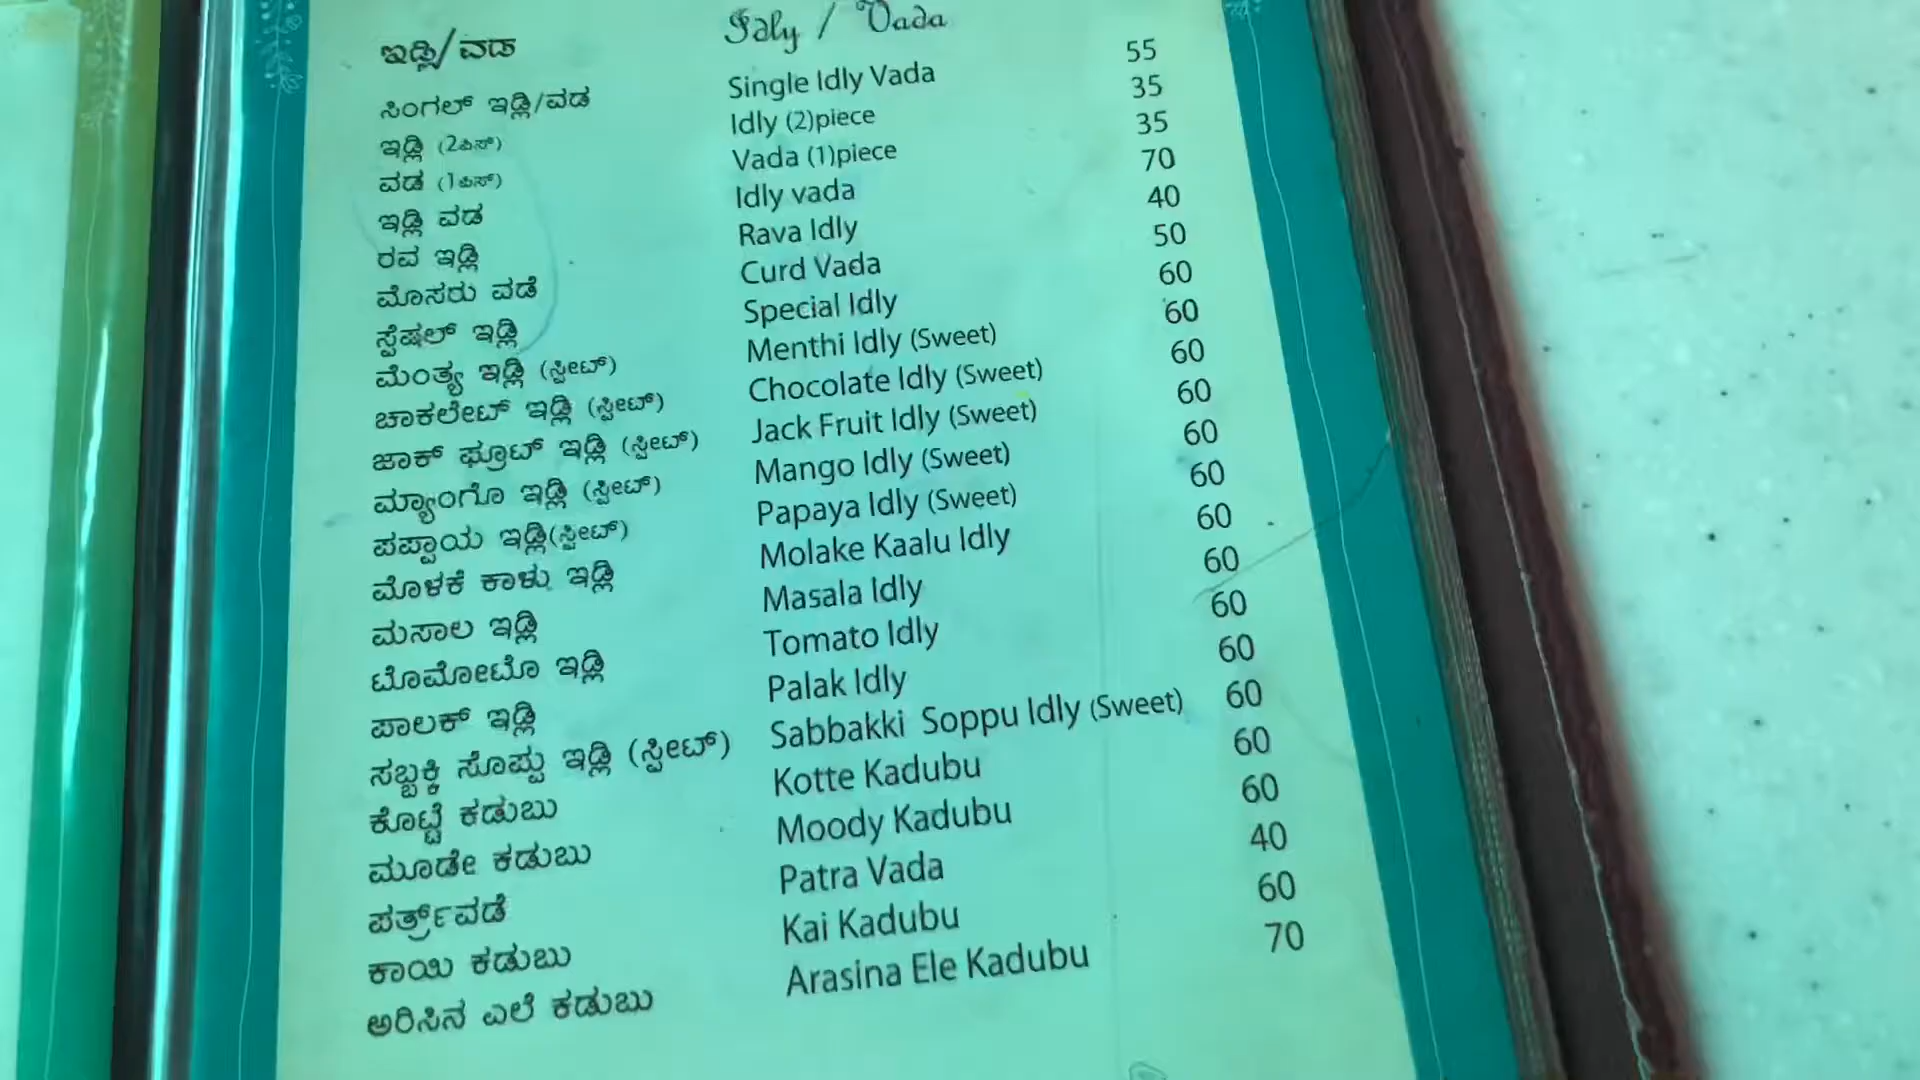 ಇಡ್ಲಿ/ವಡ Idly / Vada
ಸಿಂಗಲ್ ಇಡ್ಲಿ/ವಡ Single Idly Vada 55
ಇಡ್ಲಿ (2ಪಿಸ್) Idly (2)piece 35
ವಡ (1ಪಿಸ್) Vada (1)piece 35
ಇಡ್ಲಿ ವಡ Idly vada 70
ರವ ಇಡ್ಲಿ Rava Idly 40
ಮೊಸರು ವಡೆ Curd Vada 50
ಸ್ಪೆಷಲ್ ಇಡ್ಲಿ Special Idly 60
ಮೆಂತ್ಯ ಇಡ್ಲಿ (ಸ್ವೀಟ್) Menthi Idly (Sweet) 60
ಚಾಕಲೇಟ್ ಇಡ್ಲಿ (ಸ್ವೀಟ್) Chocolate Idly (Sweet) 60
ಜಾಕ್ ಫ್ರೂಟ್ ಇಡ್ಲಿ (ಸ್ವೀಟ್) Jack Fruit Idly (Sweet) 60
ಮ್ಯಾಂಗೊ ಇಡ್ಲಿ (ಸ್ವೀಟ್) Mango Idly (Sweet) 60
ಪಪ್ಪಾಯ ಇಡ್ಲಿ(ಸ್ವೀಟ್) Papaya Idly (Sweet) 60
ಮೊಳಕೆ ಕಾಳು ಇಡ್ಲಿ Molake Kaalu Idly 60
ಮಸಾಲ ಇಡ್ಲಿ Masala Idly 60
ಟೊಮೋಟೊ ಇಡ್ಲಿ Tomato Idly 60
ಪಾಲಕ್ ಇಡ್ಲಿ Palak Idly 60
ಸಬ್ಬಕ್ಕಿ ಸೊಪ್ಪು ಇಡ್ಲಿ (ಸ್ವೀಟ್) Sabbakki Soppu Idly (Sweet) 60
ಕೊಟ್ಟೆ ಕಡುಬು Kotte Kadubu 60
ಮೂಡೇ ಕಡುಬು Moody Kadubu 60
ಪರ್ತ್ರ್‌ವಡೆ Patra Vada 40
ಕಾಯಿ ಕಡುಬು Kai Kadubu 60
ಅರಿಸಿನ ಎಲೆ ಕಡುಬು Arasina Ele Kadubu 70